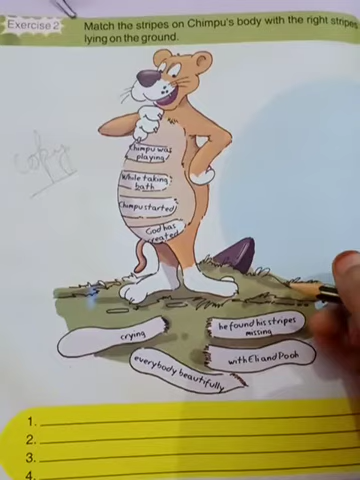 Exercise 2
Match the stripes on Chimpu's body with the right stripes
lying on the ground.
copy
Chimpu was
playing
While taking
bath
Chimpu started
God has
created
crying
he found his stripes
missing
everybody beautifully
with Eli and Pooh
1.
2.
3.
4.